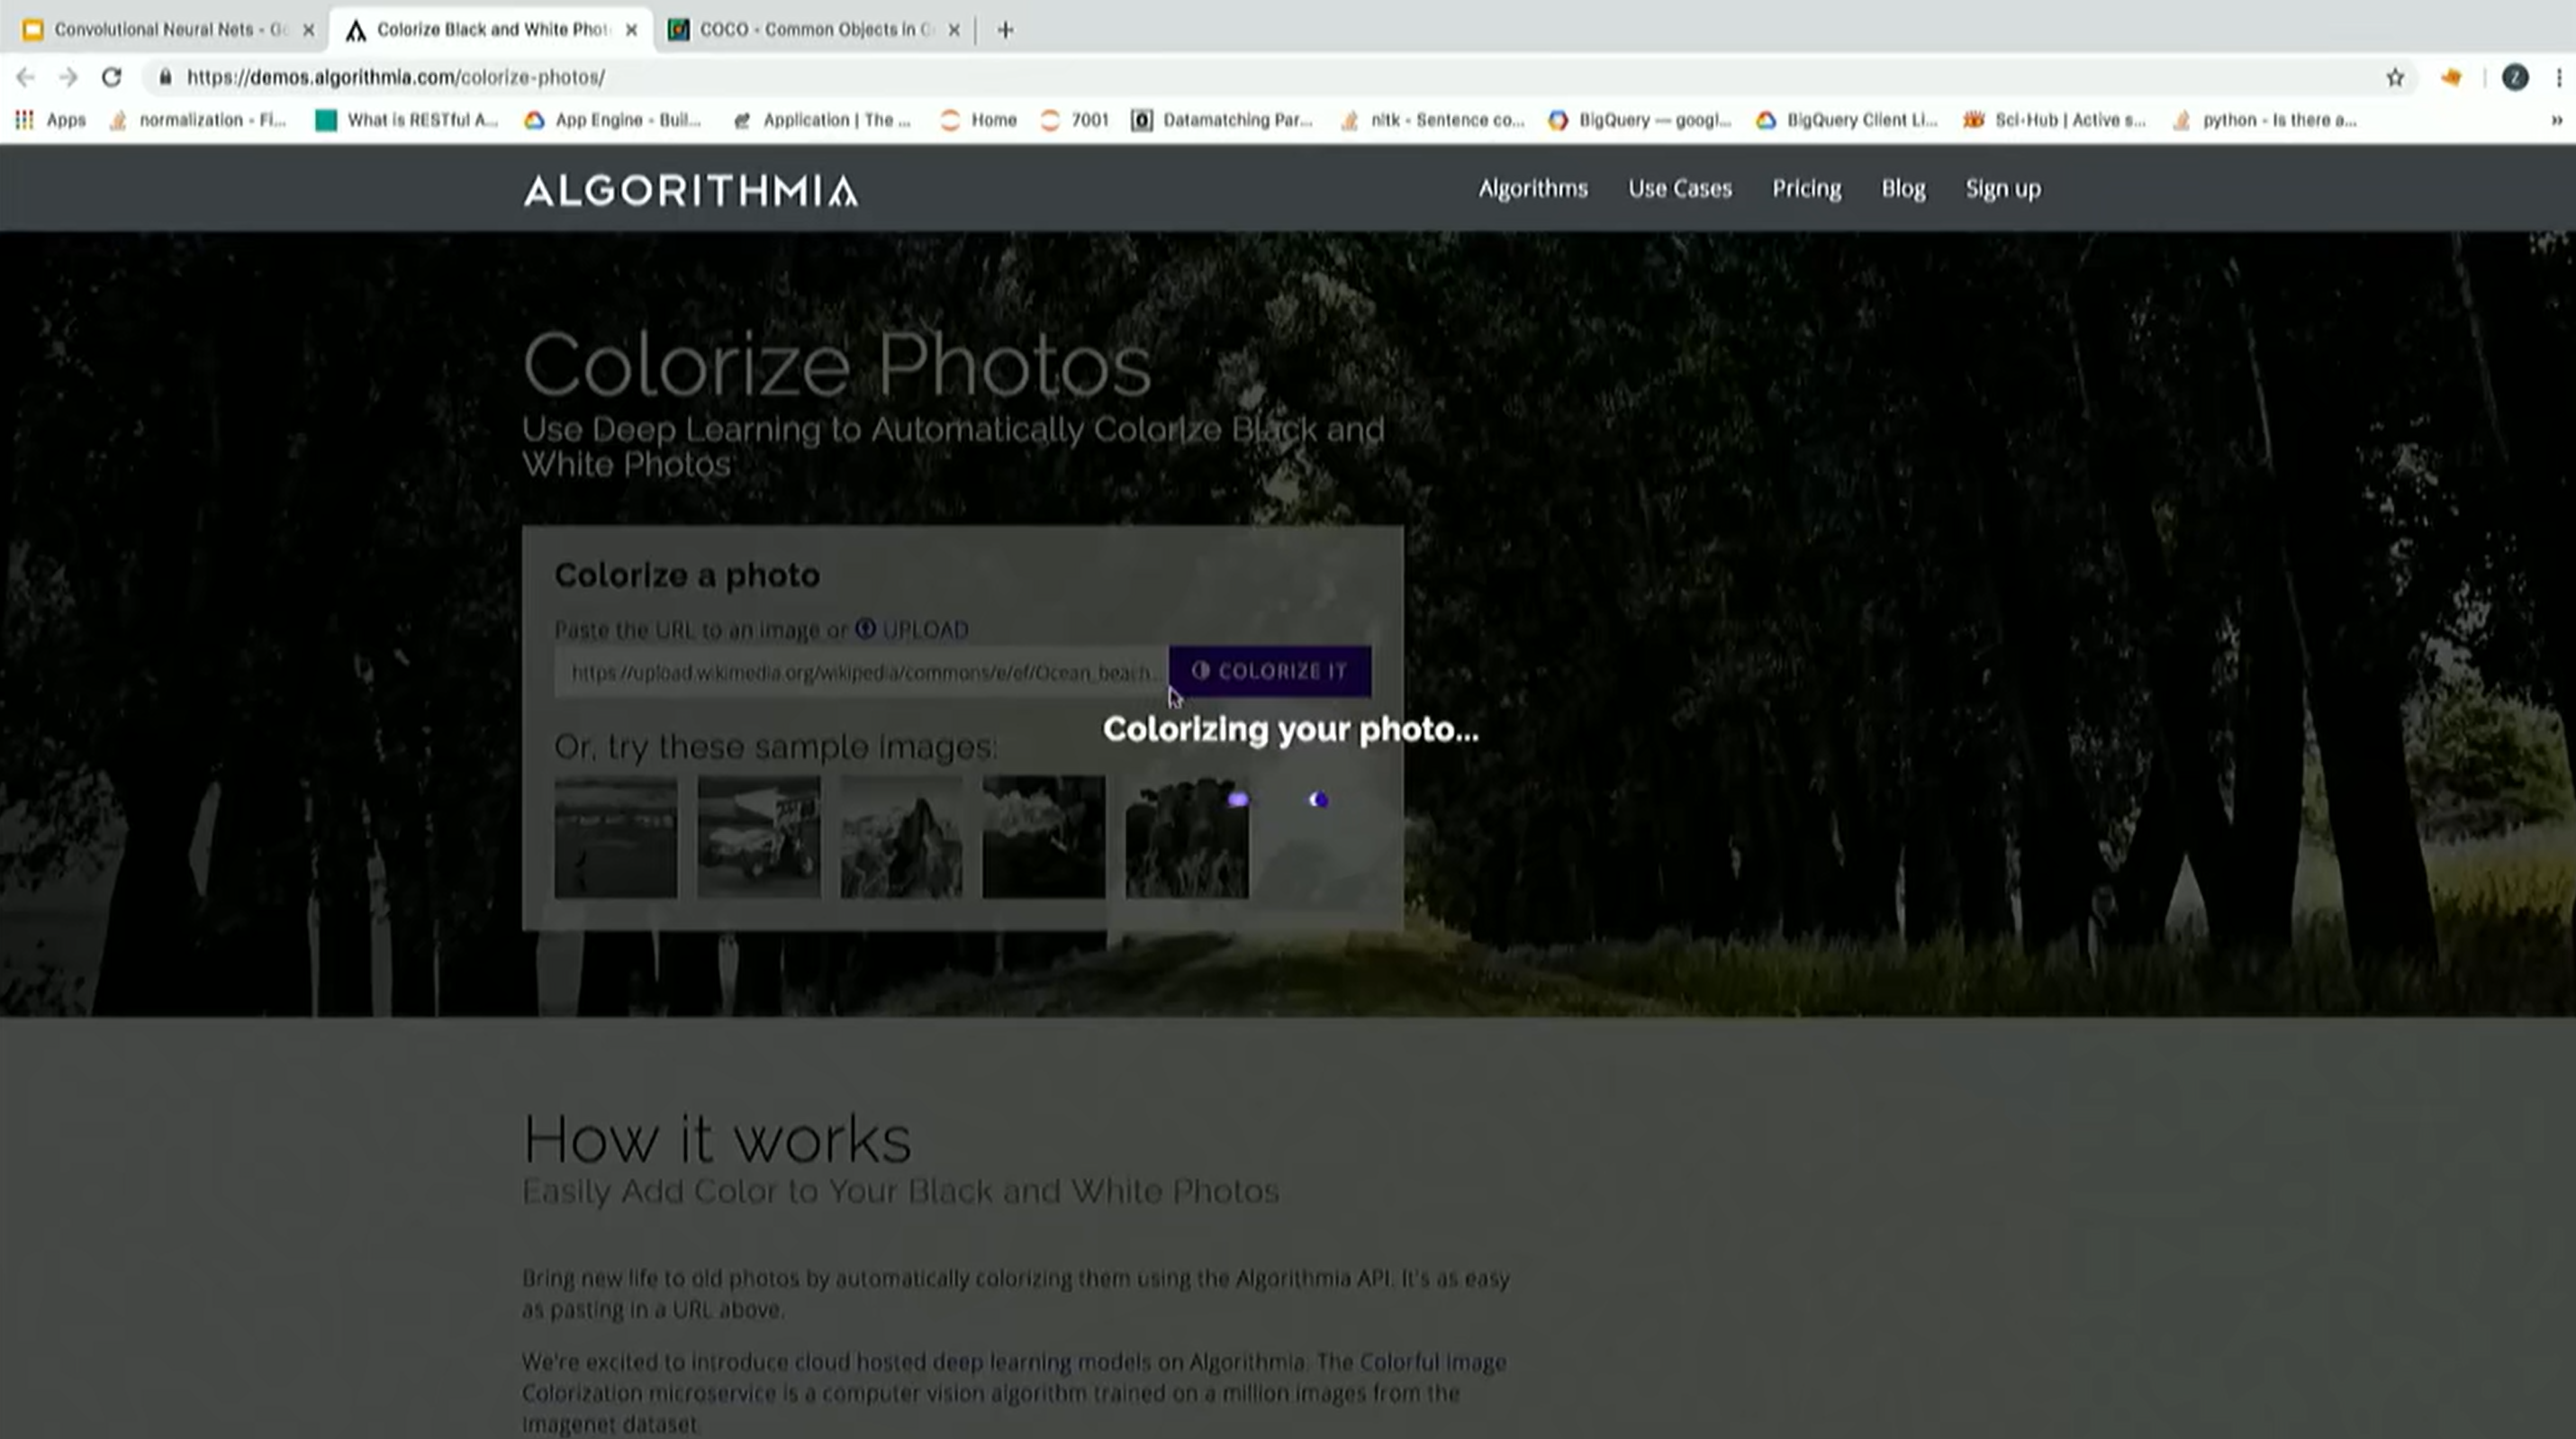 Convolutional Neural Nets - Go
Colorize Black and White Phot
COCO - Common Objects in C
https://demos.algorithmia.com/colorize-photos/
Apps
normalization - Fi...
What is RESTful A...
App Engine - Buil...
Application | The ...
Home
7001
Datamatching Par...
nltk - Sentence co...
BigQuery — googl...
BigQuery Client Li...
Sci-Hub | Active s...
python - Is there a...
»
ALGORITHMIA
Algorithms
Use Cases
Pricing
Blog
Sign up
Colorize Photos
Use Deep Learning to Automatically Colorize Black and
White Photos
Colorize a photo
Paste the URL to an image or UPLOAD
https://upload.wikimedia.org/wikipedia/commons/e/ef/Ocean_beach...
COLORIZE IT
Colorizing your photo...
Or, try these sample images:
How it works
Easily Add Color to Your Black and White Photos
Bring new life to old photos by automatically colorizing them using the Algorithmia API. It's as easy
as pasting in a URL above.
We're excited to introduce cloud hosted deep learning models on Algorithmia. The Colorful Image
Colorization microservice is a computer vision algorithm trained on a million images from the
Imagenet dataset.